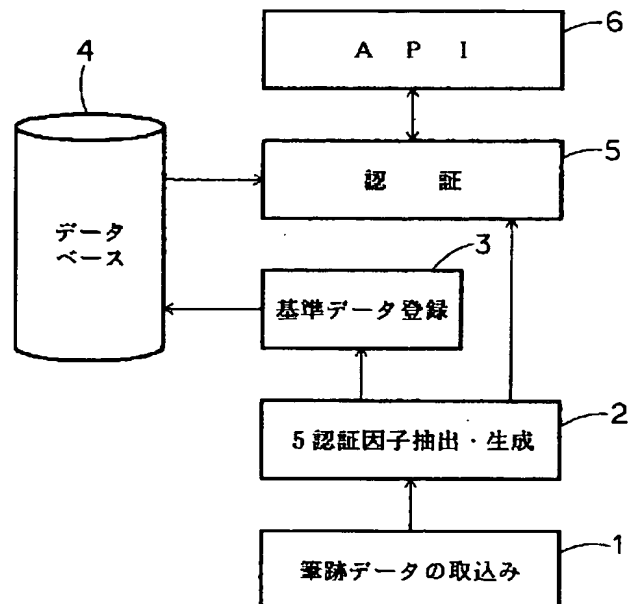 6
A P I
4
5
認 証
データ
ベース
3
基準データ登録
2
5認証因子抽出・生成
1
筆跡データの取込み